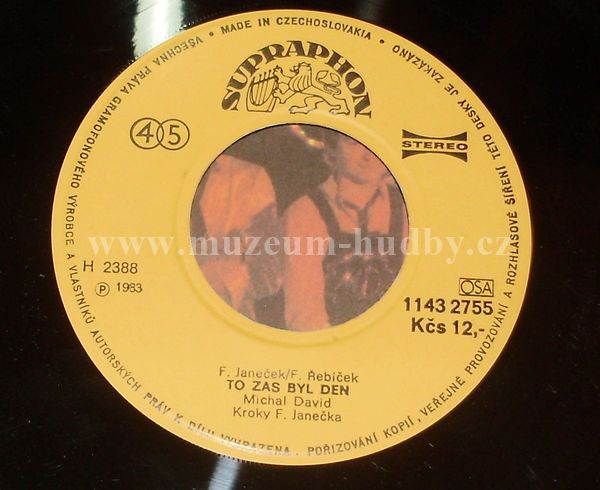 VŠECHNA PRÁVA GRAMOFONOVÉHO VÝROBCE A VLASTNÍKŮ AUTORSKÝCH PRÁV K DÍLU VYHRAZENA. POŘIZOVÁNÍ KOPIÍ, VEŘEJNÉ PROVOZOVÁNÍ A ROZHLASOVÉ ŠÍŘENÍ TÉTO DESKY JE ZAKÁZÁNO • MADE IN CZECHOSLOVAKIA •
SUPRAPHON
45
STEREO
www.muzeum-hudby.cz
H 2388
Ⓟ 1983
OSA
1143 2755
Kčs 12,-
F. Janeček/F. Řebíček
TO ZAS BYL DEN
Michal David
Kroky F. Janečka